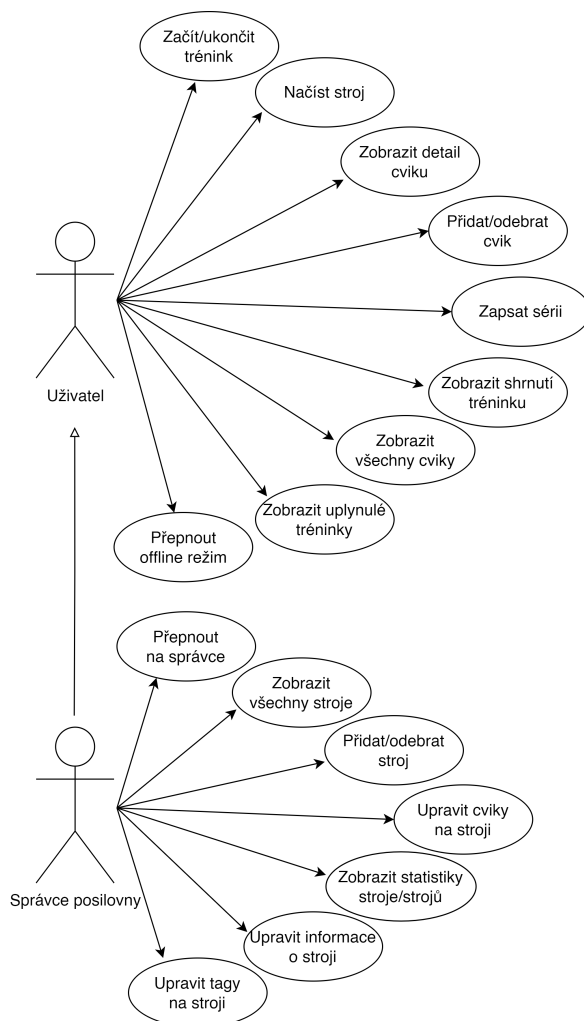 Začít/ukončit
trénink
Načíst stroj
Zobrazit detail
cviku
Přidat/odebrat
cvik
Zapsat sérii
Zobrazit shrnutí
tréninku
Zobrazit
všechny cviky
Zobrazit uplynulé
tréninky
Přepnout
offline režim
Uživatel
Přepnout
na správce
Zobrazit
všechny stroje
Přidat/odebrat
stroj
Upravit cviky
na stroji
Zobrazit statistiky
stroje/strojů
Upravit informace
o stroji
Upravit tagy
na stroji
Správce posilovny